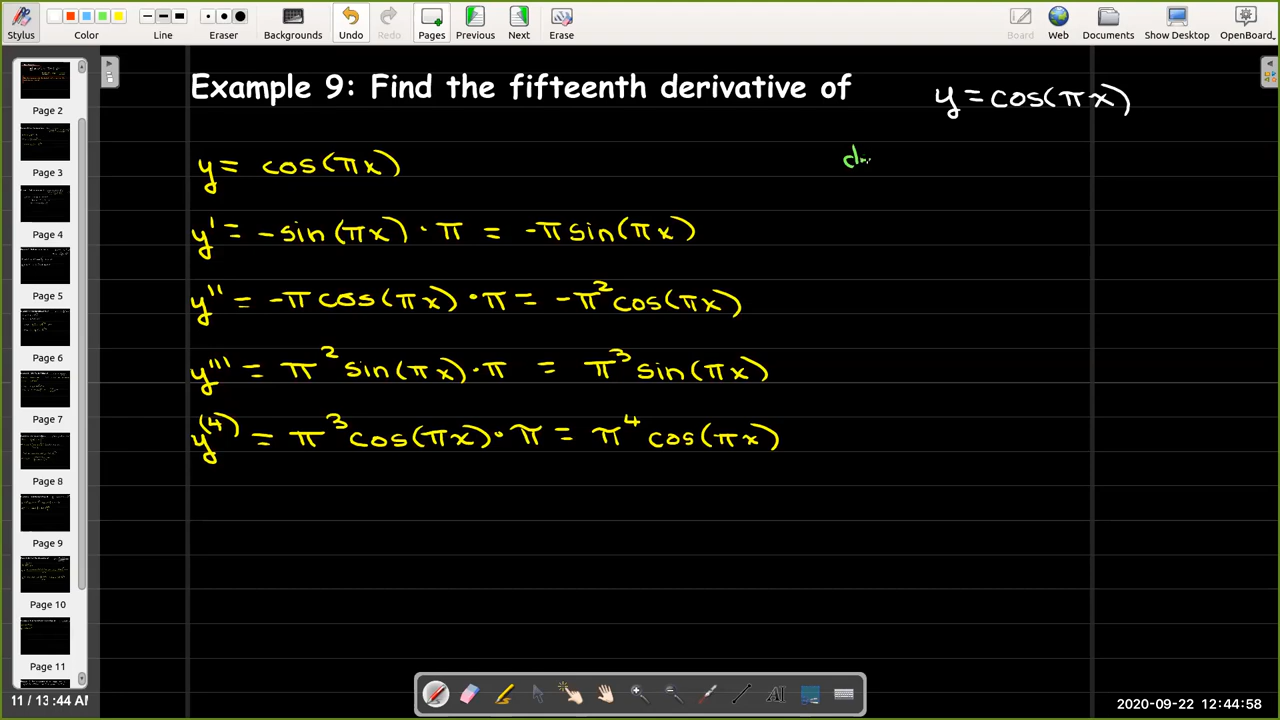 Stylus Color Line Eraser Backgrounds Undo Redo Pages Previous Next Erase Board Web Documents Show Desktop OpenBoard
Page 2
Page 3
Page 4
Page 5
Page 6
Page 7
Page 8
Page 9
Page 10
Page 11
Example 9: Find the fifteenth derivative of y = cos(πx)
y = cos(πx)
y' = -sin(πx) · π = -π sin(πx)
y'' = -π cos(πx) · π = -π² cos(πx)
y''' = π² sin(πx) · π = π³ sin(πx)
y⁽⁴⁾ = π³ cos(πx) · π = π⁴ cos(πx)
11 / 13
2020-09-22 12:44:58